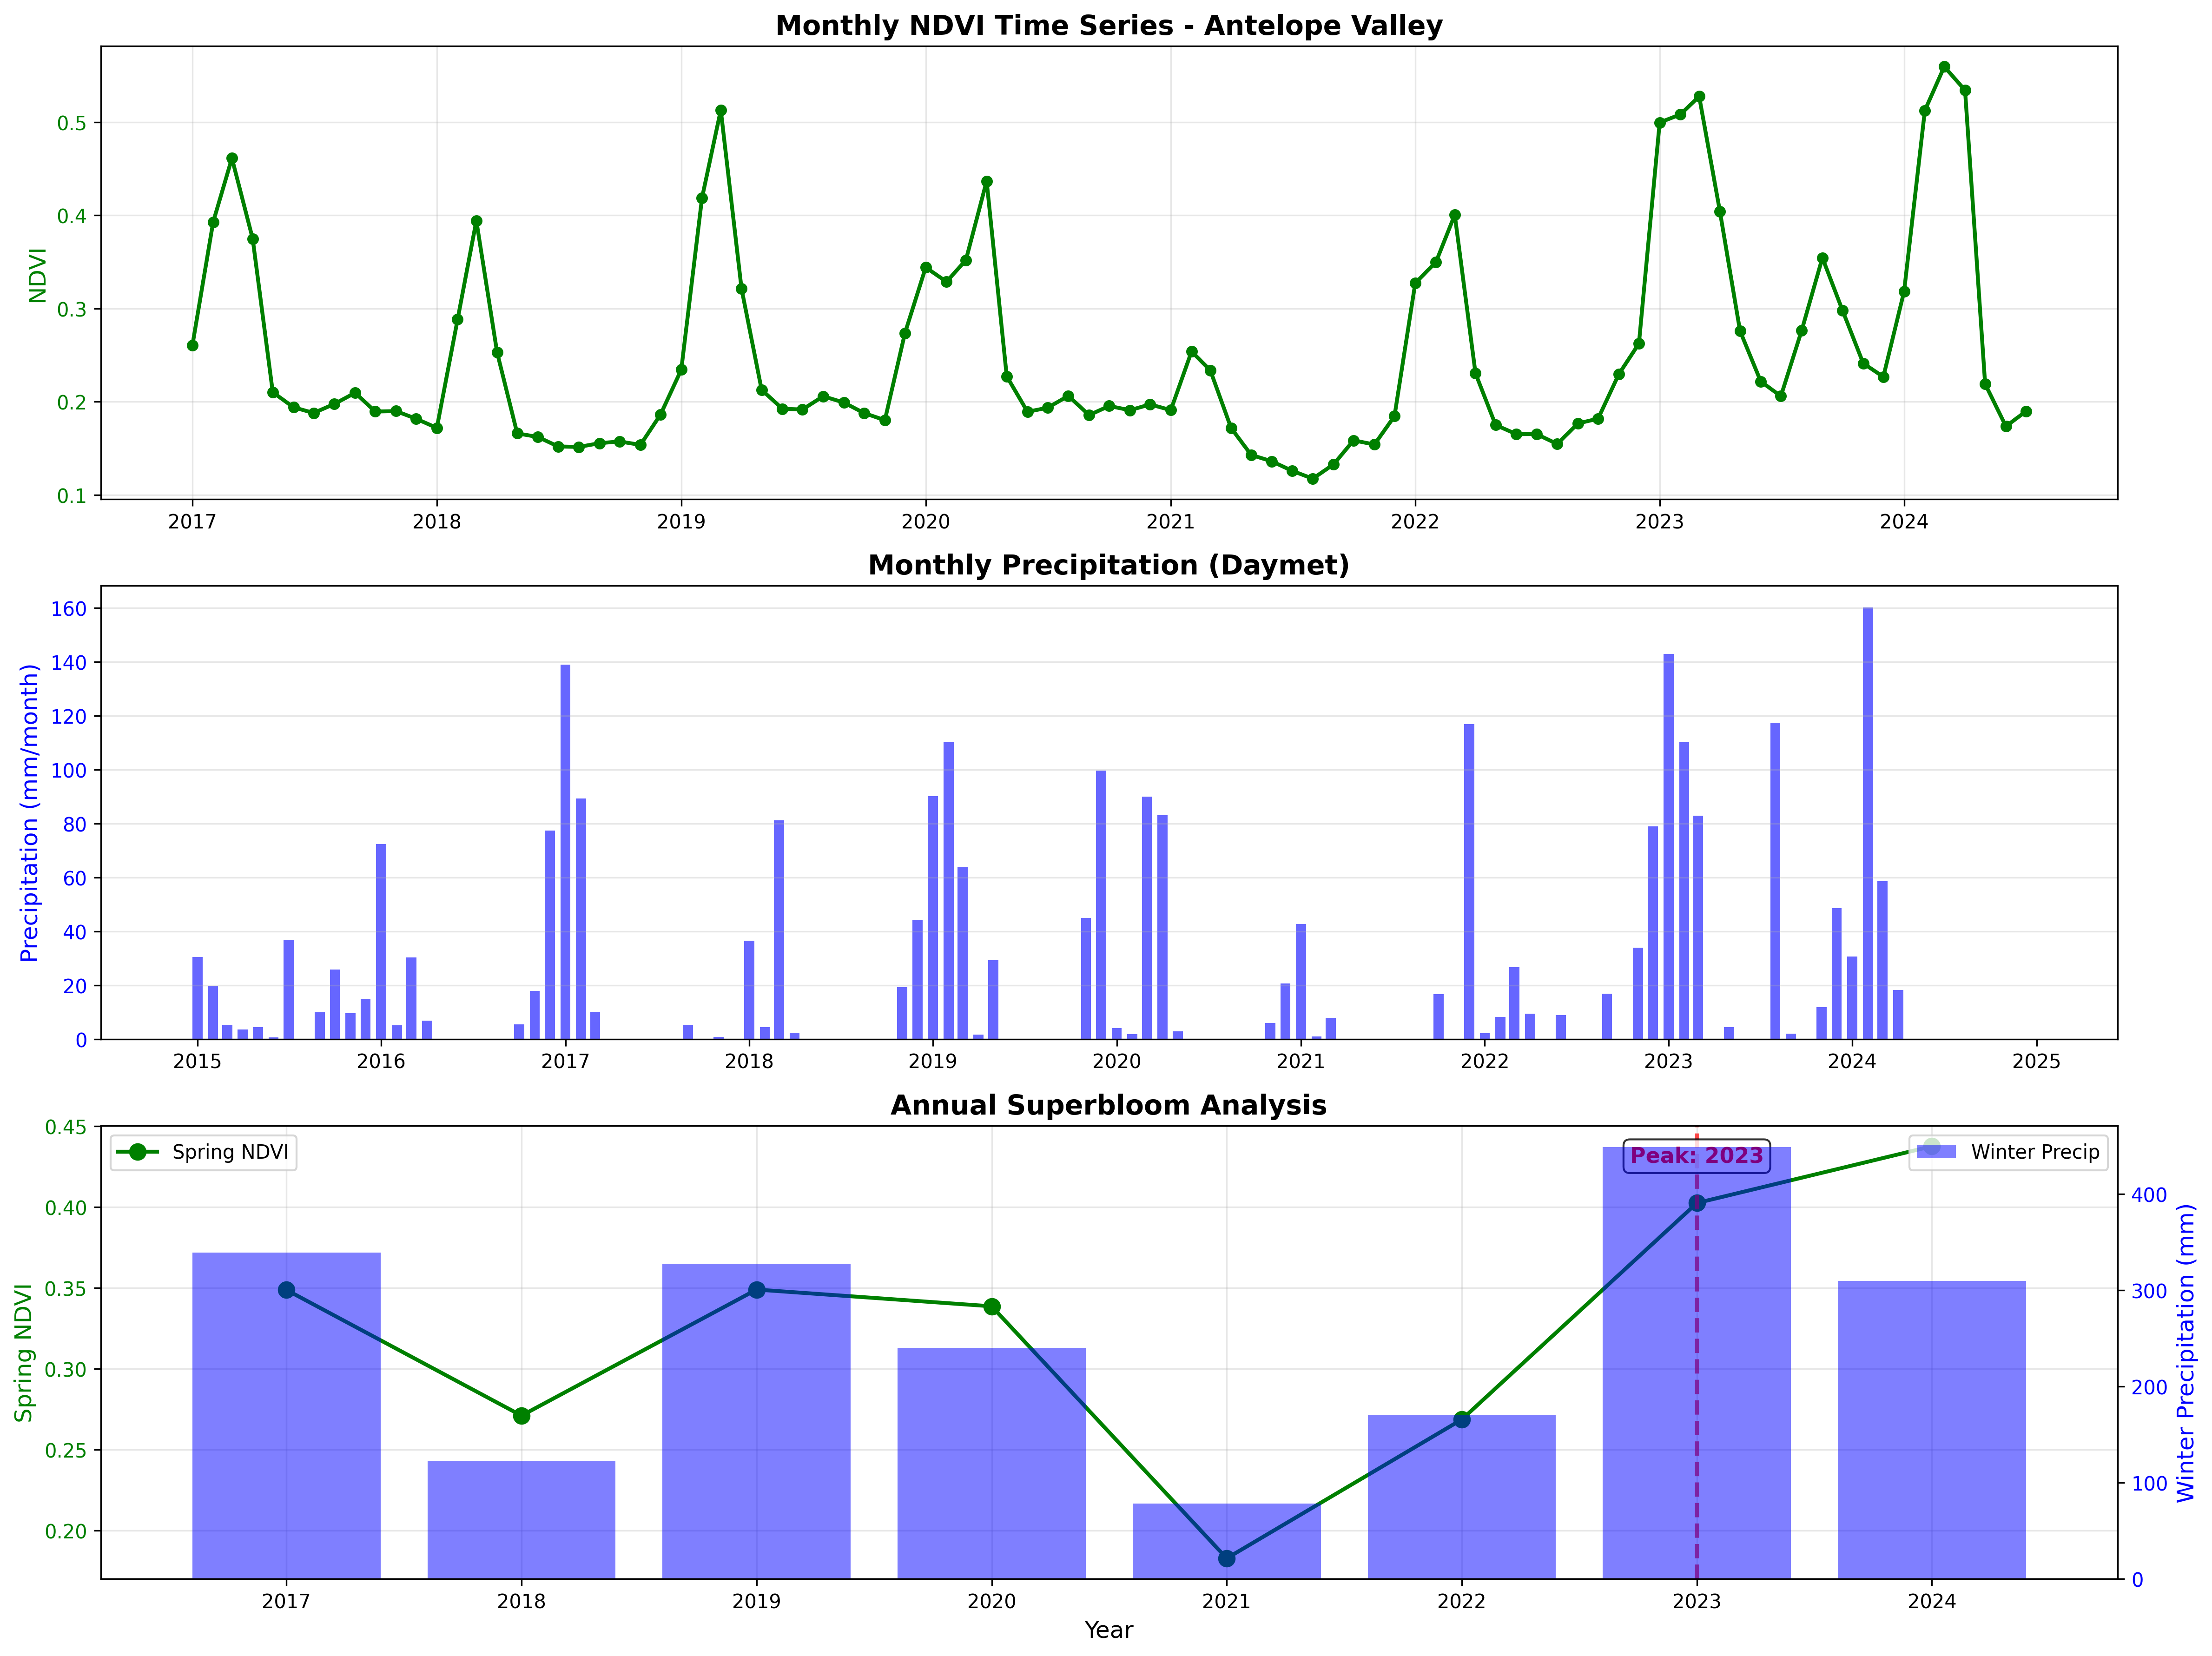 Monthly NDVI Time Series - Antelope Valley
NDVI
0.5
0.4
0.3
0.2
0.1
2017 2018 2019 2020 2021 2022 2023 2024
Monthly Precipitation (Daymet)
Precipitation (mm/month)
160
140
120
100
80
60
40
20
0
2015 2016 2017 2018 2019 2020 2021 2022 2023 2024 2025
Annual Superbloom Analysis
Spring NDVI
0.45
0.40
0.35
0.30
0.25
0.20
Spring NDVI
Peak: 2023
Winter Precip
400
300
200
100
0
Winter Precipitation (mm)
2017 2018 2019 2020 2021 2022 2023 2024
Year